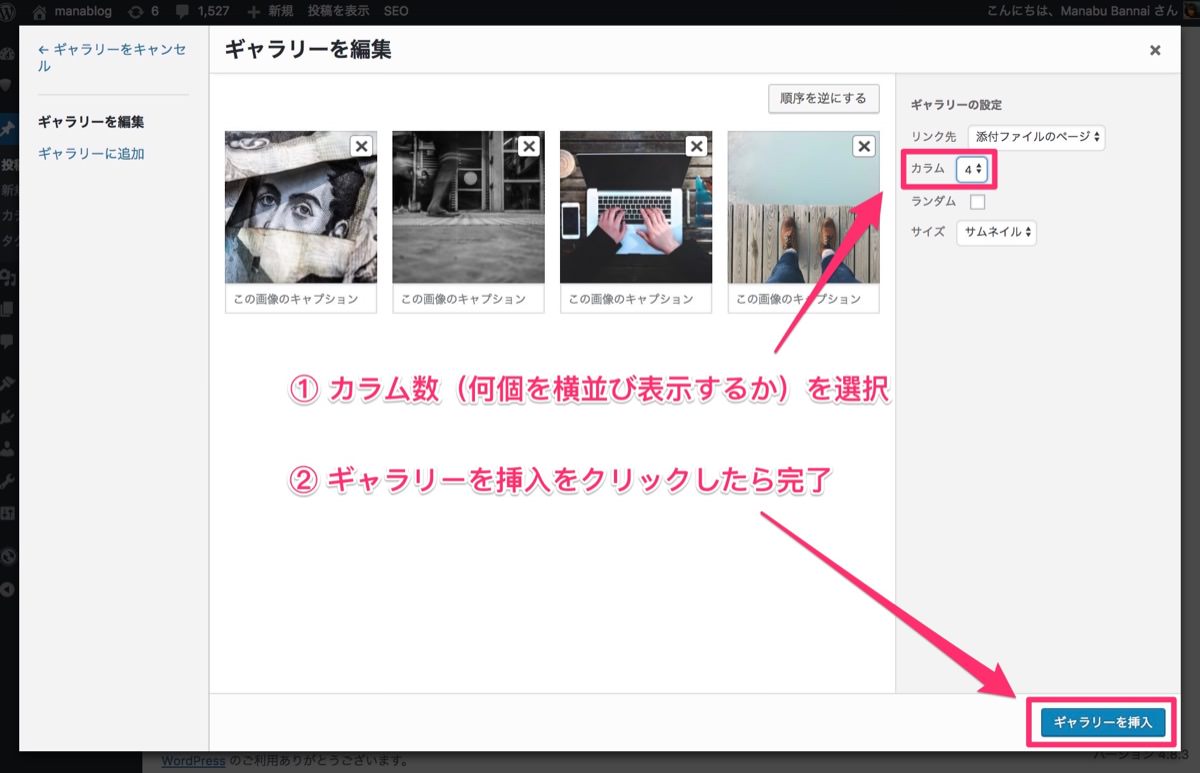 manablog 6 1,527 新規 投稿を表示 SEO こんにちは、Manabu Bannai さん
← ギャラリーをキャンセ
ル
ギャラリーを編集
ギャラリーに追加
ギャラリーを編集
順序を逆にする
この画像のキャプション この画像のキャプション この画像のキャプション この画像のキャプション
ギャラリーの設定
リンク先 添付ファイルのページ
カラム 4
ランダム
サイズ サムネイル
① カラム数（何個を横並び表示するか）を選択
② ギャラリーを挿入をクリックしたら完了
ギャラリーを挿入
WordPress のご利用ありがとうございます。
バージョン 4.8.3